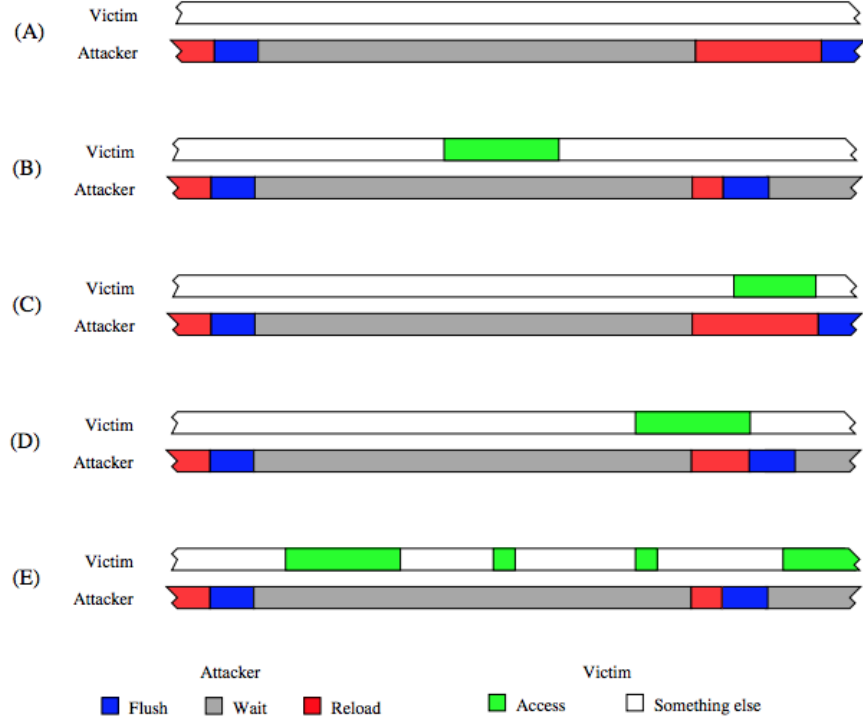 (A)
Victim
Attacker
(B)
Victim
Attacker
(C)
Victim
Attacker
(D)
Victim
Attacker
(E)
Victim
Attacker
Attacker Victim
Flush Wait Reload Access Something else